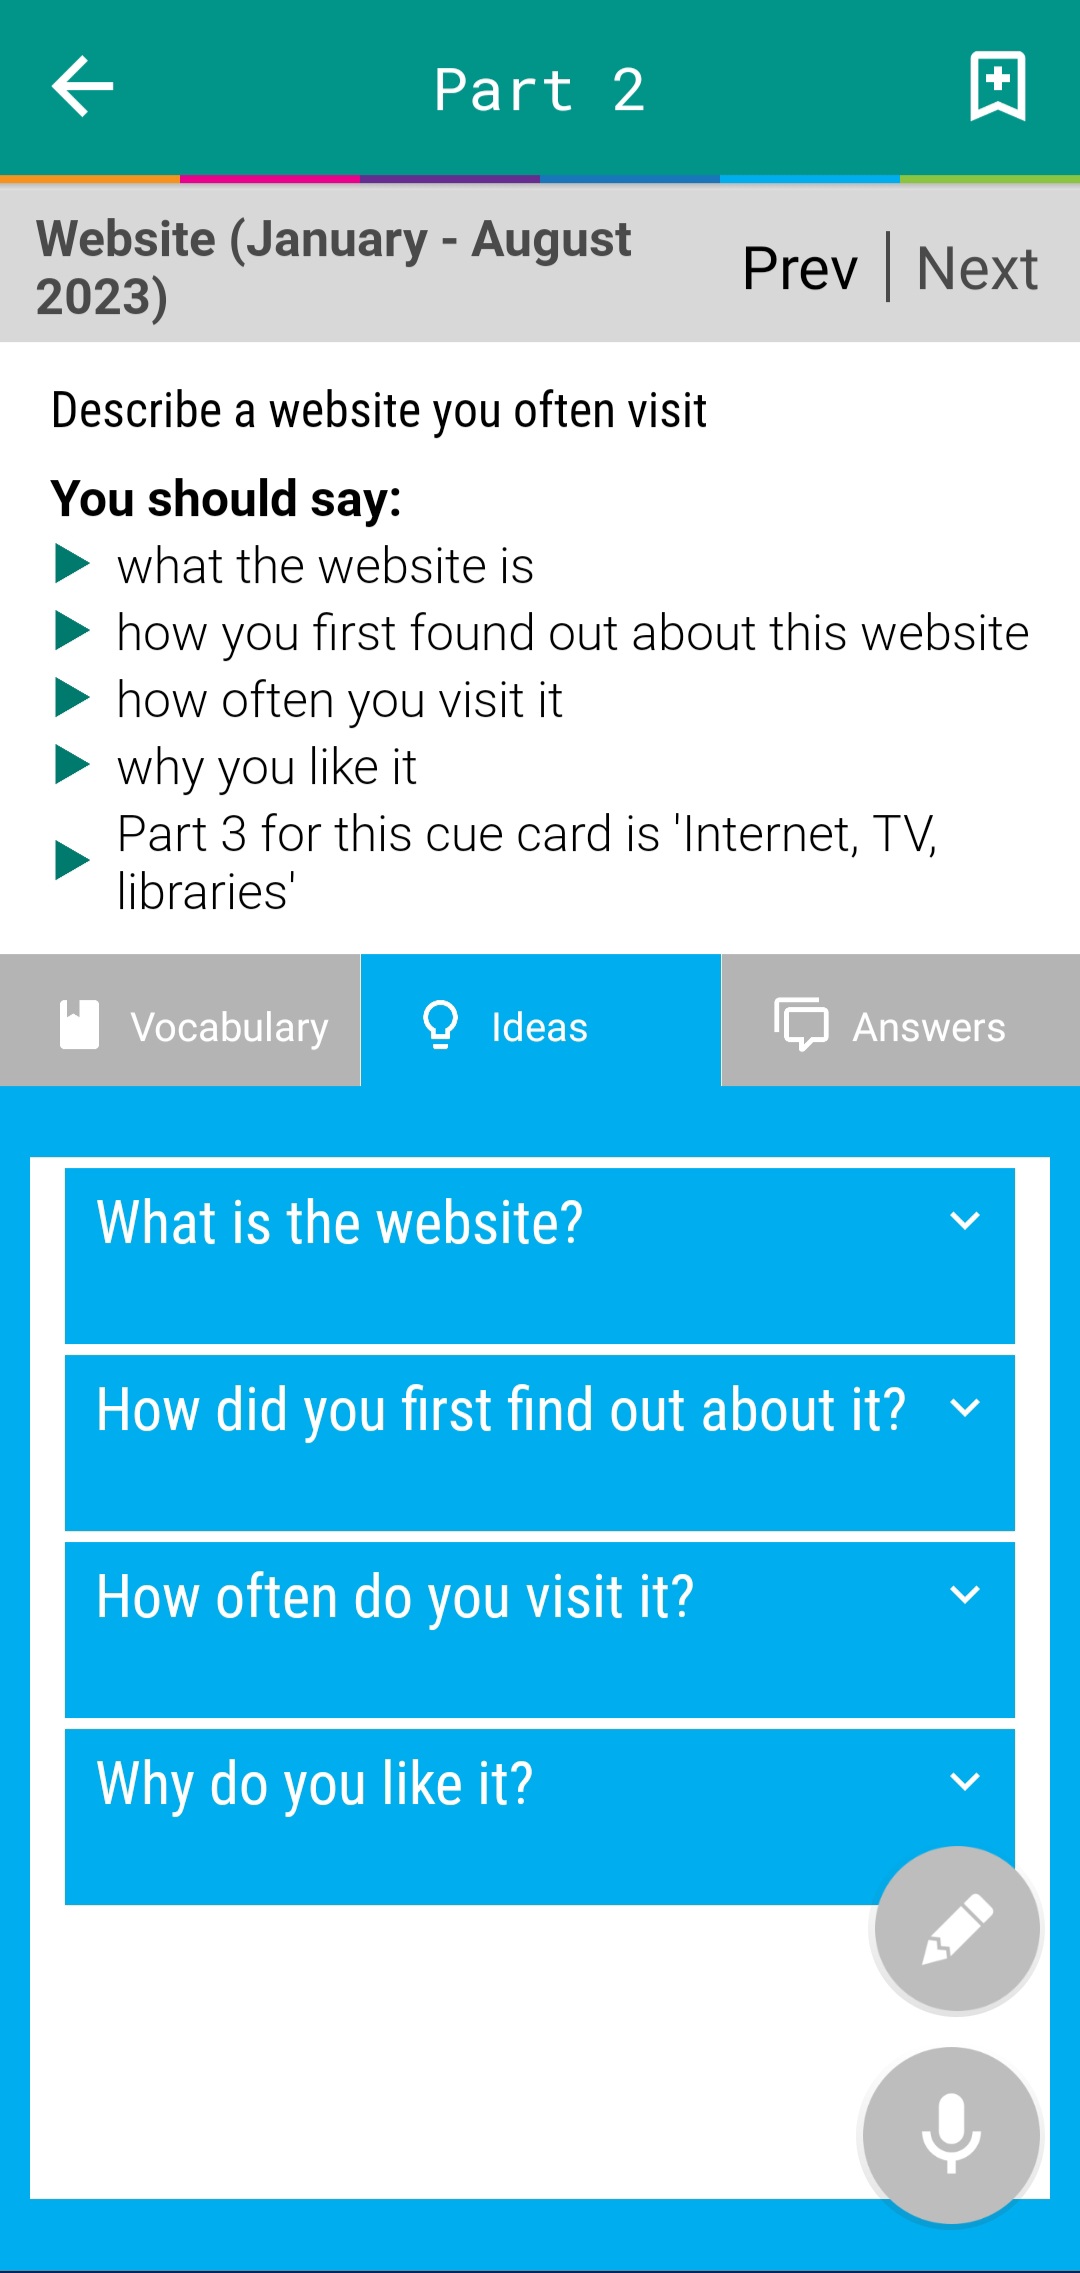 Part 2
Website (January - August
2023)
Prev | Next
Describe a website you often visit
You should say:
what the website is
how you first found out about this website
how often you visit it
why you like it
Part 3 for this cue card is 'Internet, TV,
libraries'
Vocabulary
Ideas
Answers
What is the website?
How did you first find out about it?
How often do you visit it?
Why do you like it?